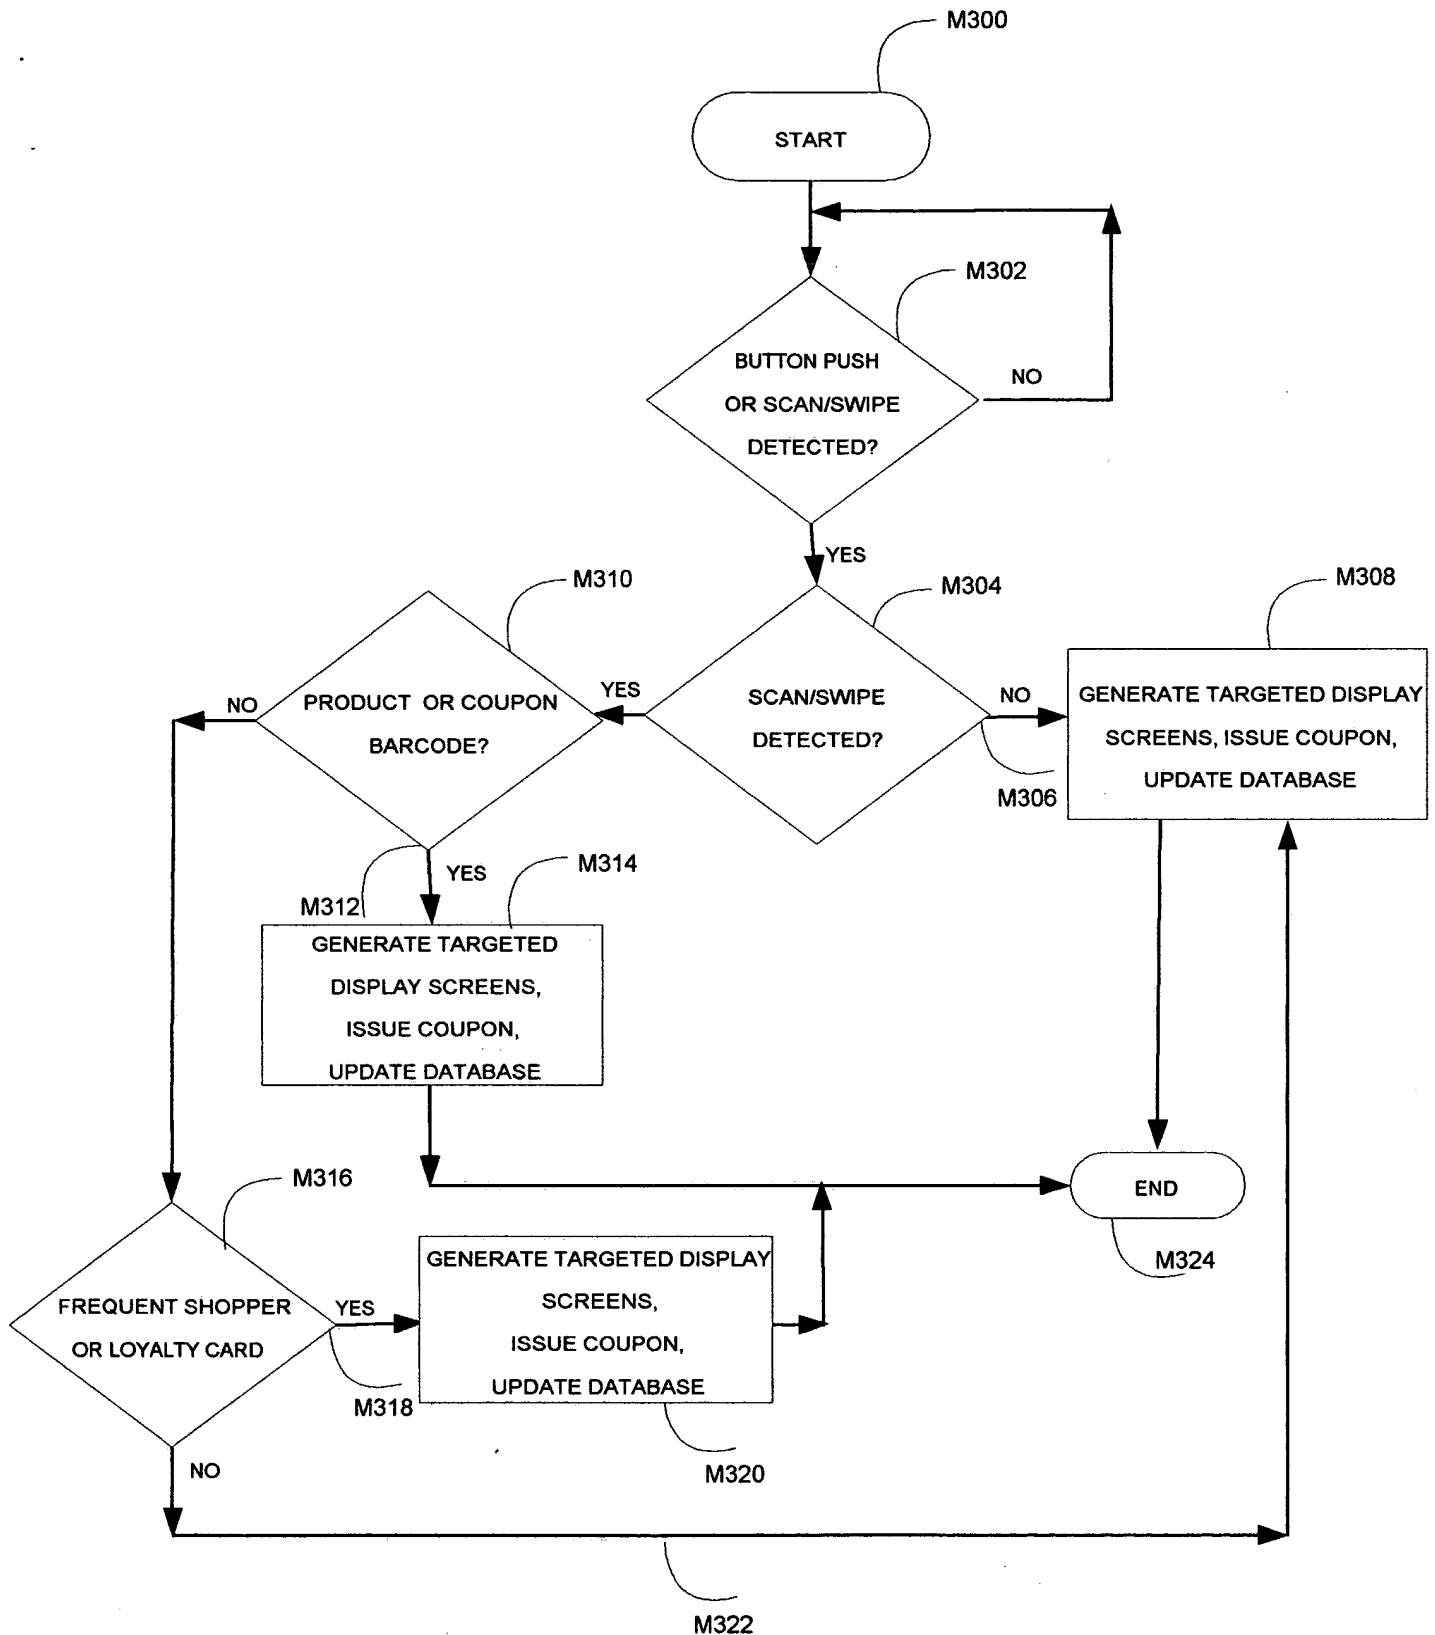 M300
START
M302
BUTTON PUSH
OR SCAN/SWIPE
DETECTED?
NO
YES
M310
M304
M308
PRODUCT OR COUPON
BARCODE?
NO
YES
SCAN/SWIPE
DETECTED?
NO
M306
GENERATE TARGETED DISPLAY
SCREENS, ISSUE COUPON,
UPDATE DATABASE
YES
M312
M314
GENERATE TARGETED
DISPLAY SCREENS,
ISSUE COUPON,
UPDATE DATABASE
M316
END
M324
FREQUENT SHOPPER
OR LOYALTY CARD
YES
M318
GENERATE TARGETED DISPLAY
SCREENS,
ISSUE COUPON,
UPDATE DATABASE
M320
NO
M322